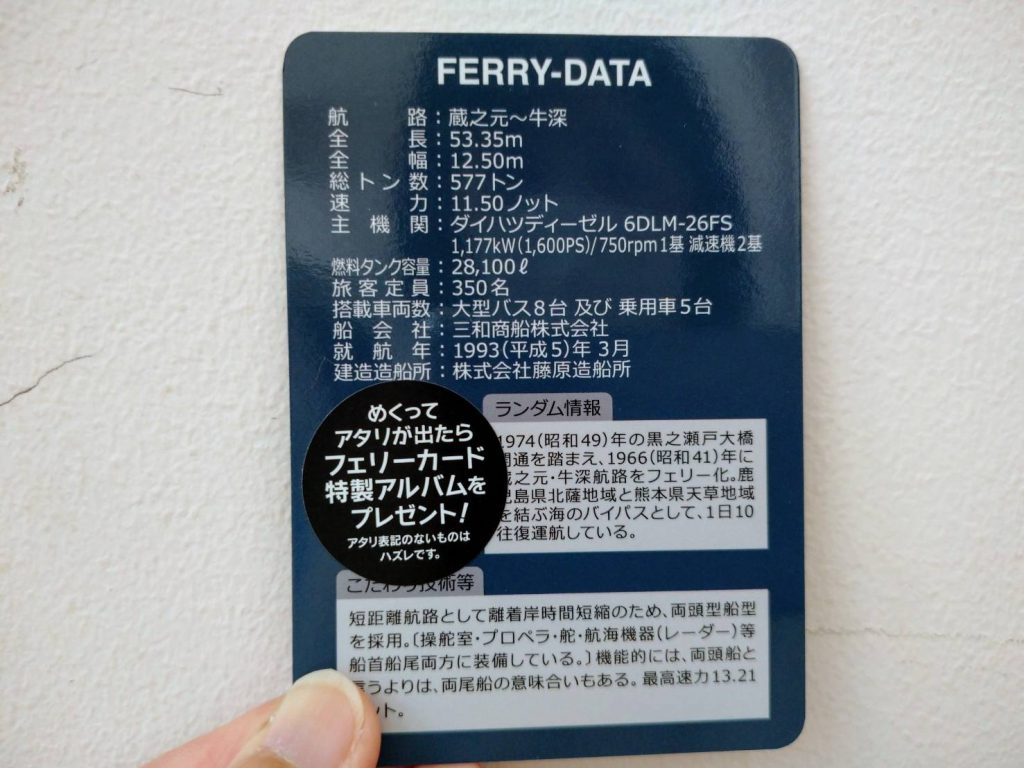 FERRY-DATA
航路：蔵之元～牛深
全長：53.35m
全幅：12.50m
総トン数：577トン
速力：11.50ノット
主機関：ダイハツディーゼル 6DLM-26FS
1,177kW(1,600PS)/750rpm1基 減速機2基
燃料タンク容量：28,100ℓ
旅客定員：350名
搭載車両数：大型バス8台 及び 乗用車5台
船会社：三和商船株式会社
就航年：1993(平成5)年 3月
建造造船所：株式会社藤原造船所
めくって
アタリが出たら
フェリーカード
特製アルバムを
プレゼント!
アタリ表記のないものは
ハズレです。
ランダム情報
1974(昭和49)年の黒之瀬戸大橋
通を踏まえ、1966(昭和41)年に
蔵之元・牛深航路をフェリー化。鹿
児島県北薩地域と熊本県天草地域
を結ぶ海のバイパスとして、1日10
往復運航している。
こだわり技術等
短距離航路として離着岸時間短縮のため、両頭型船型
を採用。〔操舵室・プロペラ・舵・航海機器(レーダー)等
船首船尾両方に装備している。〕機能的には、両頭船と
言うよりは、両尾船の意味合いもある。最高速力13.21
ット。